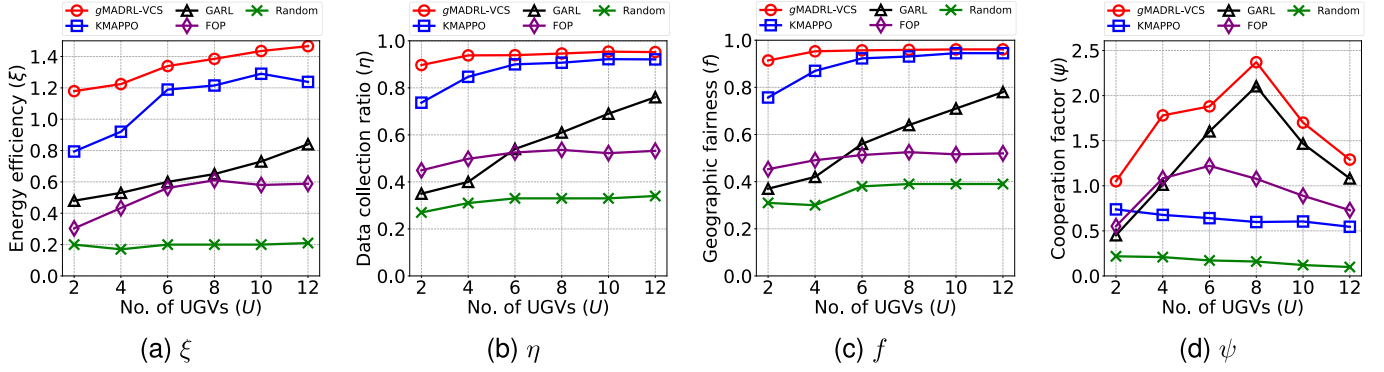 gMADRL-VCS GARL Random
KMAPPO FOP
Energy efficiency (ξ)
1.4
1.2
1.0
0.8
0.6
0.4
0.2
0.0
2 4 6 8 10 12
No. of UGVs (U)
(a) ξ
gMADRL-VCS GARL Random
KMAPPO FOP
Data collection ratio (η)
1.0
0.8
0.6
0.4
0.2
0.0
2 4 6 8 10 12
No. of UGVs (U)
(b) η
gMADRL-VCS GARL Random
KMAPPO FOP
Geographic fairness (f)
1.0
0.8
0.6
0.4
0.2
0.0
2 4 6 8 10 12
No. of UGVs (U)
(c) f
gMADRL-VCS GARL Random
KMAPPO FOP
Cooperation factor (ψ)
2.5
2.0
1.5
1.0
0.5
0.0
2 4 6 8 10 12
No. of UGVs (U)
(d) ψ